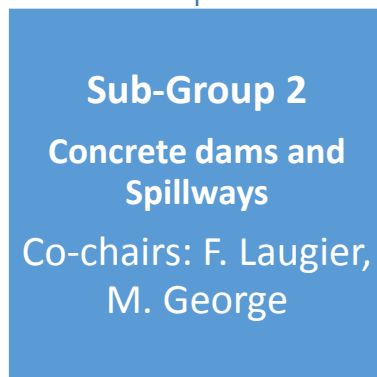 Sub-Group 2
Concrete dams and
Spillways
Co-chairs: F. Laugier,
M. George